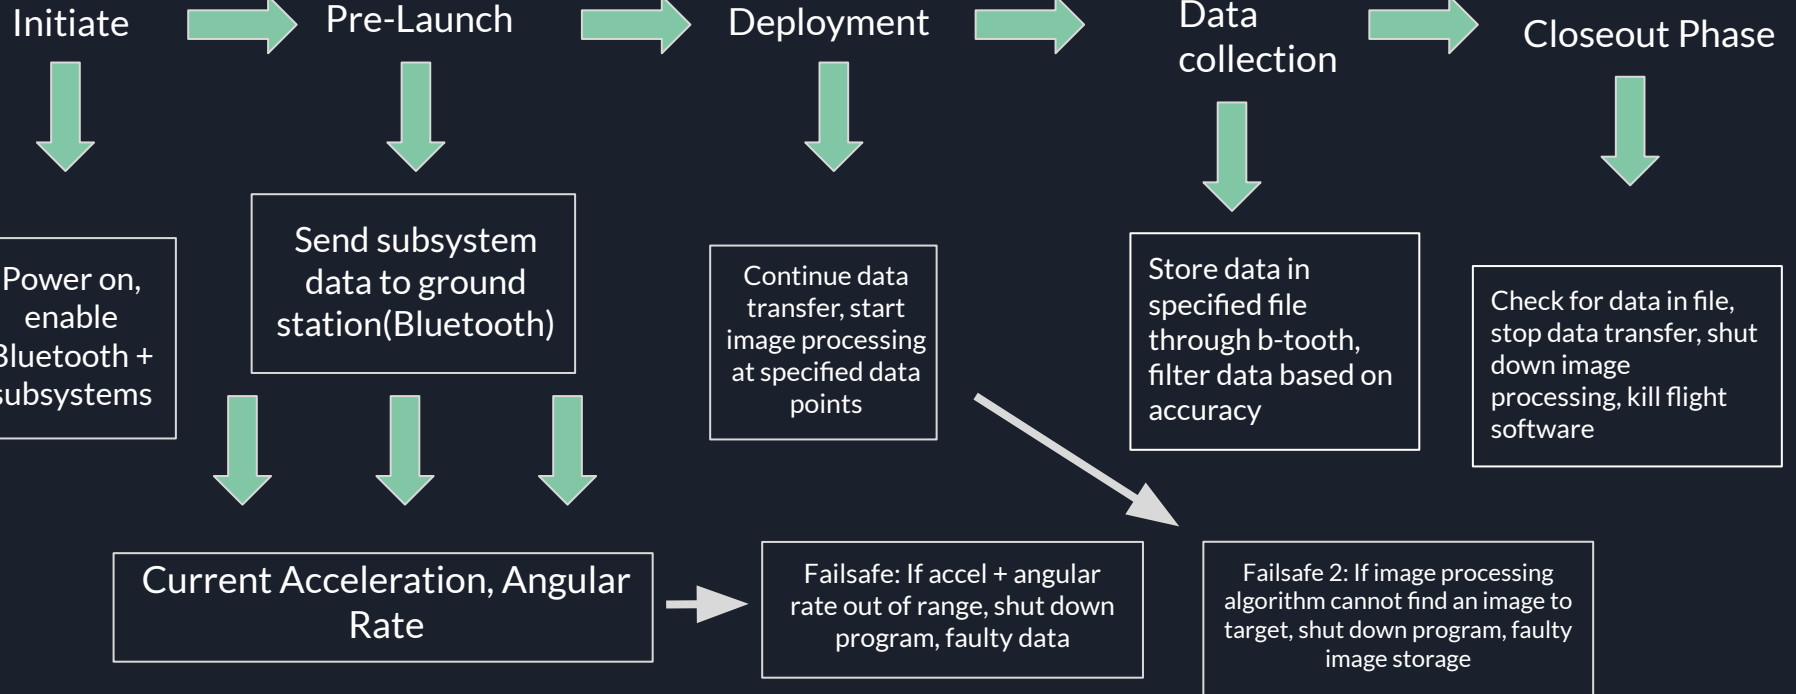 Initiate
Pre-Launch
Deployment
Data
collection
Closeout Phase
Power on,
enable
Bluetooth +
subsystems
Send subsystem
data to ground
station(Bluetooth)
Continue data
transfer, start
image processing
at specified data
points
Store data in
specified file
through b-tooth,
filter data based on
accuracy
Check for data in file,
stop data transfer, shut
down image
processing, kill flight
software
Current Acceleration, Angular
Rate
Failsafe: If accel + angular
rate out of range, shut down
program, faulty data
Failsafe 2: If image processing
algorithm cannot find an image to
target, shut down program, faulty
image storage